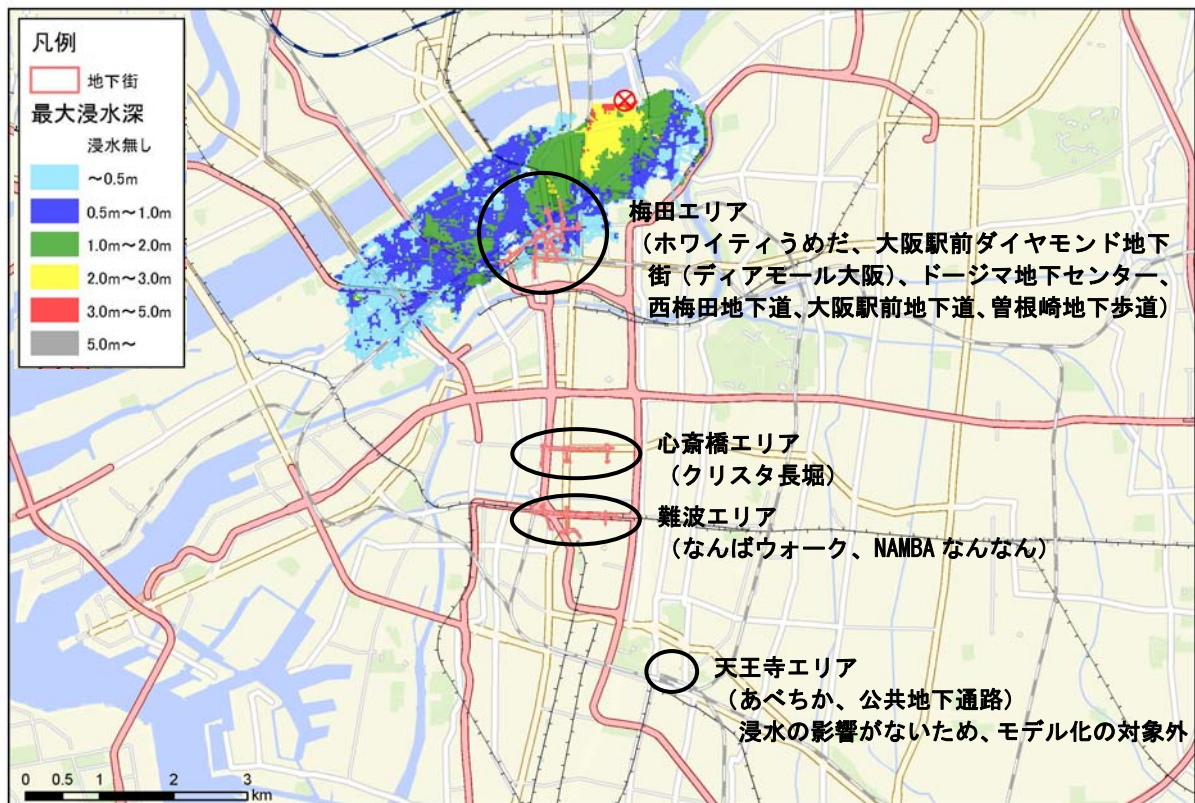 凡例
地下街
最大浸水深
浸水無し
～0.5m
0.5m～1.0m
1.0m～2.0m
2.0m～3.0m
3.0m～5.0m
5.0m～
梅田エリア
（ホワイティうめだ、大阪駅前ダイヤモンド地下
街（ディアモール大阪）、ドージマ地下センター、
西梅田地下道、大阪駅前地下道、曽根崎地下歩道）
心斎橋エリア
（クリスタ長堀）
難波エリア
（なんばウォーク、NAMBA なんなん）
天王寺エリア
（あべちか、公共地下通路）
浸水の影響がないため、モデル化の対象外
0 0.5 1 2 3
km